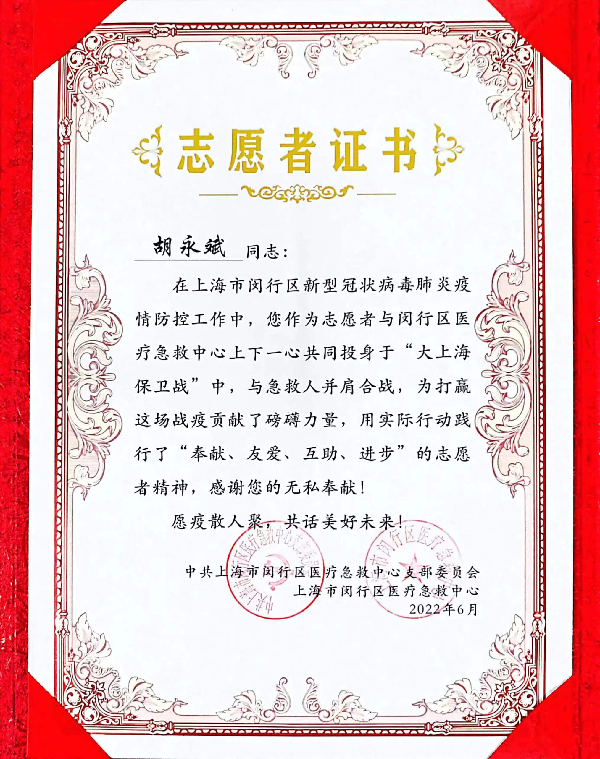 志愿者证书
胡永斌 同志：
在上海市闵行区新型冠状病毒肺炎疫
情防控工作中，您作为志愿者与闵行区医
疗急救中心上下一心共同投身于“大上海
保卫战”中，与急救人并肩合战，为打赢
这场战疫贡献了磅礴力量，用实际行动践
行了“奉献、友爱、互助、进步”的志愿
者精神，感谢您的无私奉献！
愿疫散人聚，共话美好未来！
中共上海市闵行区医疗急救中心支部委员会
上海市闵行区医疗急救中心
2022年6月